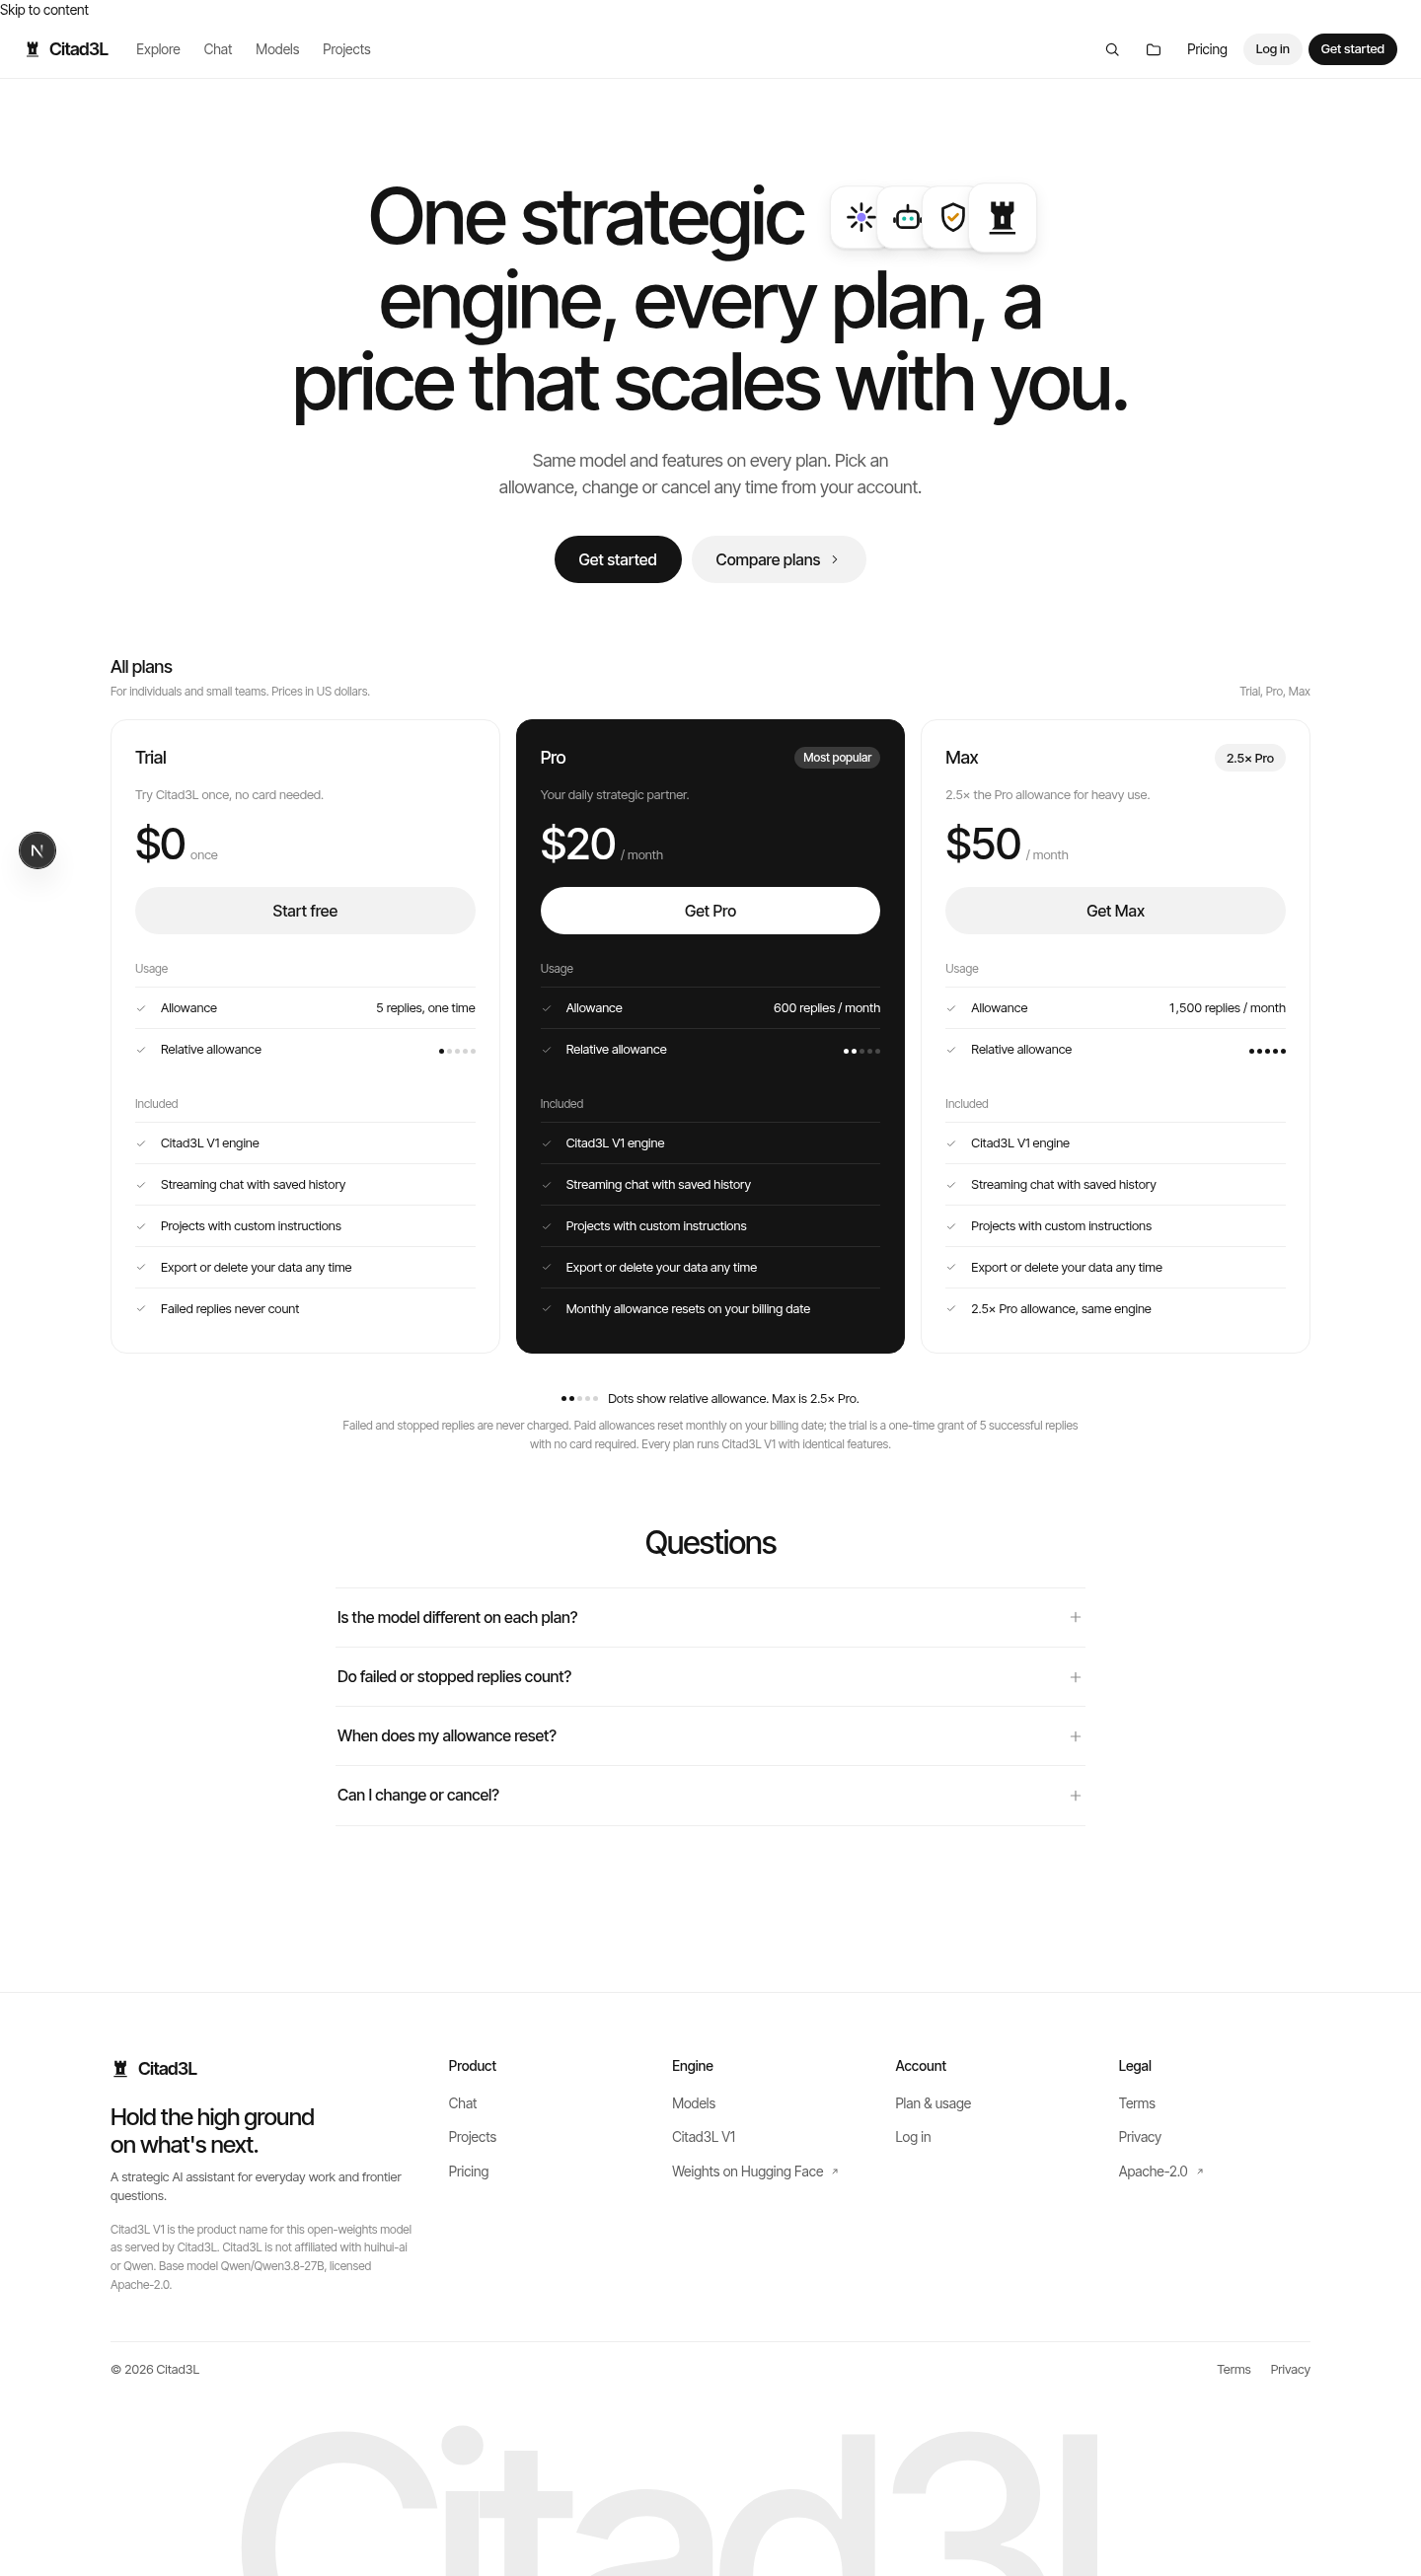 Skip to content
Citad3L
Explore
Chat
Models
Projects
Pricing
Log in
Get started
One strategic
engine, every plan, a
price that scales with you.
Same model and features on every plan. Pick an
allowance, change or cancel any time from your account.
Get started
Compare plans
All plans
For individuals and small teams. Prices in US dollars.
Trial, Pro, Max
Trial
Try Citad3L once, no card needed.
$0 once
Start free
Usage
Allowance 5 replies, one time
Relative allowance
Included
Citad3L V1 engine
Streaming chat with saved history
Projects with custom instructions
Export or delete your data any time
Failed replies never count
Pro
Most popular
Your daily strategic partner.
$20 / month
Get Pro
Usage
Allowance 600 replies / month
Relative allowance
Included
Citad3L V1 engine
Streaming chat with saved history
Projects with custom instructions
Export or delete your data any time
Monthly allowance resets on your billing date
Max
2.5× Pro
2.5× the Pro allowance for heavy use.
$50 / month
Get Max
Usage
Allowance 1,500 replies / month
Relative allowance
Included
Citad3L V1 engine
Streaming chat with saved history
Projects with custom instructions
Export or delete your data any time
2.5× Pro allowance, same engine
N
Dots show relative allowance. Max is 2.5× Pro.
Failed and stopped replies are never charged. Paid allowances reset monthly on your billing date; the trial is a one-time grant of 5 successful replies
with no card required. Every plan runs Citad3L V1 with identical features.
Questions
Is the model different on each plan?
Do failed or stopped replies count?
When does my allowance reset?
Can I change or cancel?
Citad3L
Hold the high ground
on what's next.
A strategic AI assistant for everyday work and frontier
questions.
Citad3L V1 is the product name for this open-weights model
as served by Citad3L. Citad3L is not affiliated with huihui-ai
or Qwen. Base model Qwen/Qwen3.8-27B, licensed
Apache-2.0.
Product
Chat
Projects
Pricing
Engine
Models
Citad3L V1
Weights on Hugging Face
Account
Plan & usage
Log in
Legal
Terms
Privacy
Apache-2.0
© 2026 Citad3L
Terms
Privacy
Citad3L